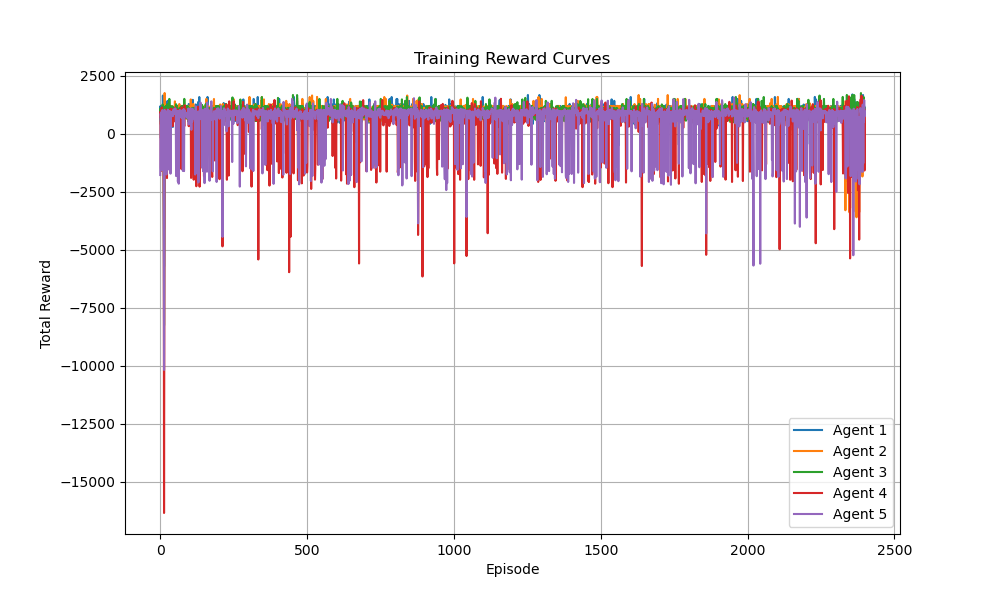 Training Reward Curves
Total Reward
2500
0
−2500
−5000
−7500
−10000
−12500
−15000
0
500
1000
1500
2000
2500
Episode
Agent 1
Agent 2
Agent 3
Agent 4
Agent 5